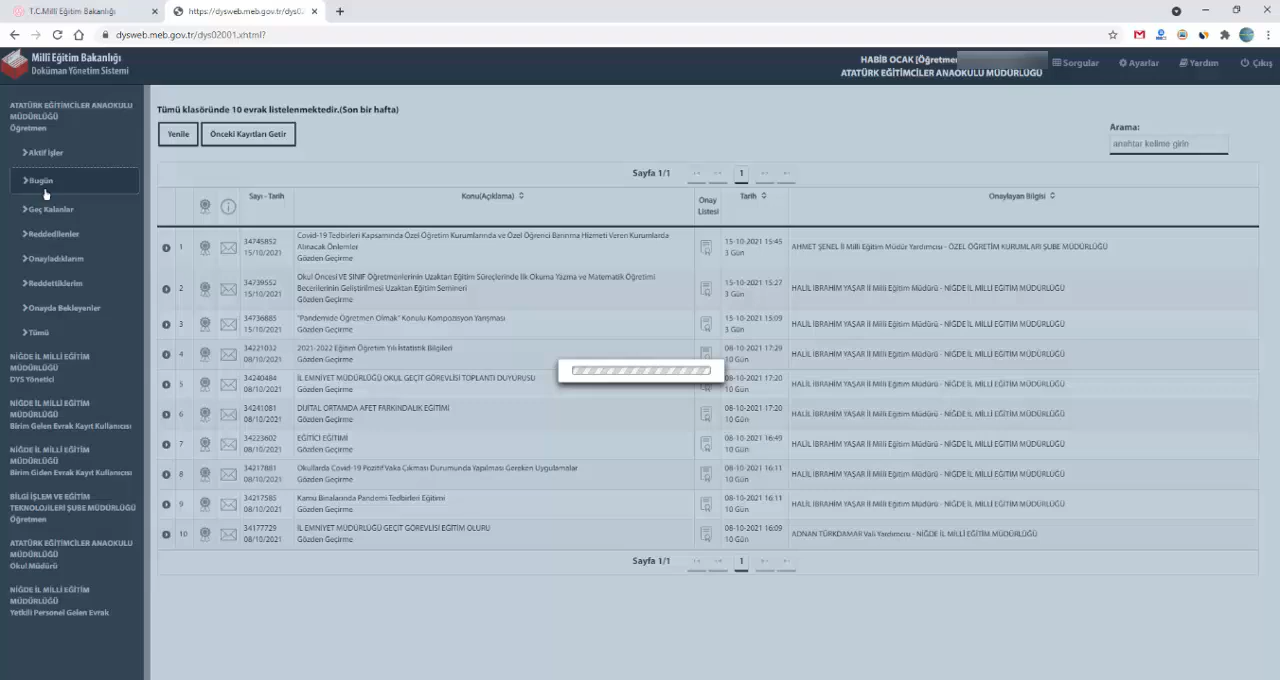 T.C.Millî Eğitim Bakanlığı
https://dysweb.meb.gov.tr/dys02
dysweb.meb.gov.tr/dys02001.xhtml?
Millî Eğitim Bakanlığı
Doküman Yönetim Sistemi
HABİB OCAK (Öğretmen
ATATÜRK EĞİTİMCİLER ANAOKULU MÜDÜRLÜĞÜ
Sorgular
Ayarlar
Yardım
Çıkış
ATATÜRK EĞİTİMCİLER ANAOKULU
MÜDÜRLÜĞÜ
Öğretmen
Aktif İşler
Bugün
Geç Kalanlar
Reddedilenler
Onayladıklarım
Reddettiklerim
Onayda Bekleyenler
Tümü
NİĞDE İL MİLLİ EĞİTİM
MÜDÜRLÜĞÜ
DYS Yönetici
NİĞDE İL MİLLİ EĞİTİM
MÜDÜRLÜĞÜ
Birim Gelen Evrak Kayıt Kullanıcısı
NİĞDE İL MİLLİ EĞİTİM
MÜDÜRLÜĞÜ
Birim Giden Evrak Kayıt Kullanıcısı
BİLGİ İŞLEM VE EĞİTİM
TEKNOLOJİLERİ ŞUBE MÜDÜRLÜĞÜ
Öğretmen
ATATÜRK EĞİTİMCİLER ANAOKULU
MÜDÜRLÜĞÜ
Okul Müdürü
NİĞDE İL MİLLİ EĞİTİM
MÜDÜRLÜĞÜ
Yetkili Personel Gelen Evrak
Tümü klasöründe 10 evrak listelenmektedir.(Son bir hafta)
Yenile
Önceki Kayıtları Getir
Arama:
anahtar kelime girin
Sayfa 1/1
1
Sayı - Tarih
Konu(Açıklama)
Onay
Listesi
Tarih
Onaylayan Bilgisi
1 34745852 Covid-19 Tedbirleri Kapsamında Özel Öğretim Kurumlarında ve Özel Öğrenci Barınma Hizmeti Veren Kurumlarda 15-10-2021 15:45 AHMET ŞENEL İl Milli Eğitim Müdür Yardımcısı - ÖZEL ÖĞRETİM KURUMLARI ŞUBE MÜDÜRLÜĞÜ
15/10/2021 Alınacak Önlemler 3 Gün
Gözden Geçirme
2 34739552 Okul Öncesi VE SINIF Öğretmenlerinin Uzaktan Eğitim Süreçlerinde İlk Okuma Yazma ve Matematik Öğretimi 15-10-2021 15:27 HALİL İBRAHİM YAŞAR İl Milli Eğitim Müdürü - NİĞDE İL MİLLİ EĞİTİM MÜDÜRLÜĞÜ
15/10/2021 Becerilerinin Geliştirilmesi Uzaktan Eğitim Semineri 3 Gün
Gözden Geçirme
3 34736885 "Pandemide Öğretmen Olmak" Konulu Kompozisyon Yarışması 15-10-2021 15:09 HALİL İBRAHİM YAŞAR İl Milli Eğitim Müdürü - NİĞDE İL MİLLİ EĞİTİM MÜDÜRLÜĞÜ
15/10/2021 Gözden Geçirme 3 Gün
4 34221032 2021-2022 Eğitim Öğretim Yılı İstatistik Bilgileri 08-10-2021 17:29 HALİL İBRAHİM YAŞAR İl Milli Eğitim Müdürü - NİĞDE İL MİLLİ EĞİTİM MÜDÜRLÜĞÜ
08/10/2021 Gözden Geçirme 10 Gün
5 34240484 İL EMNİYET MÜDÜRLÜĞÜ OKUL GEÇİT GÖREVLİSİ TOPLANTI DUYURUSU 08-10-2021 17:20 HALİL İBRAHİM YAŞAR İl Milli Eğitim Müdürü - NİĞDE İL MİLLİ EĞİTİM MÜDÜRLÜĞÜ
08/10/2021 Gözden Geçirme 10 Gün
6 34241081 DİJİTAL ORTAMDA AFET FARKINDALIK EĞİTİMİ 08-10-2021 17:20 HALİL İBRAHİM YAŞAR İl Milli Eğitim Müdürü - NİĞDE İL MİLLİ EĞİTİM MÜDÜRLÜĞÜ
08/10/2021 Gözden Geçirme 10 Gün
7 34223602 EĞİTİCİ EĞİTİMİ 08-10-2021 16:49 HALİL İBRAHİM YAŞAR İl Milli Eğitim Müdürü - NİĞDE İL MİLLİ EĞİTİM MÜDÜRLÜĞÜ
08/10/2021 Gözden Geçirme 10 Gün
8 34217881 Okullarda Covid-19 Pozitif Vaka Çıkması Durumunda Yapılması Gereken Uygulamalar 08-10-2021 16:11 HALİL İBRAHİM YAŞAR İl Milli Eğitim Müdürü - NİĞDE İL MİLLİ EĞİTİM MÜDÜRLÜĞÜ
08/10/2021 Gözden Geçirme 10 Gün
9 34217585 Kamu Binalarında Pandemi Tedbirleri Eğitimi 08-10-2021 16:11 HALİL İBRAHİM YAŞAR İl Milli Eğitim Müdürü - NİĞDE İL MİLLİ EĞİTİM MÜDÜRLÜĞÜ
08/10/2021 Gözden Geçirme 10 Gün
10 34177729 İL EMNİYET MÜDÜRLÜĞÜ GEÇİT GÖREVLİSİ EĞİTİM OLURU 08-10-2021 16:09 ADNAN TÜRKDAMAR Vali Yardımcısı - NİĞDE İL MİLLİ EĞİTİM MÜDÜRLÜĞÜ
08/10/2021 Gözden Geçirme 10 Gün
Sayfa 1/1
1